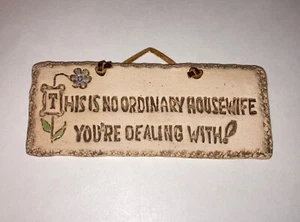 THIS IS NO ORDINARY HOUSEWIFE
YOU'RE DEALING WITH!